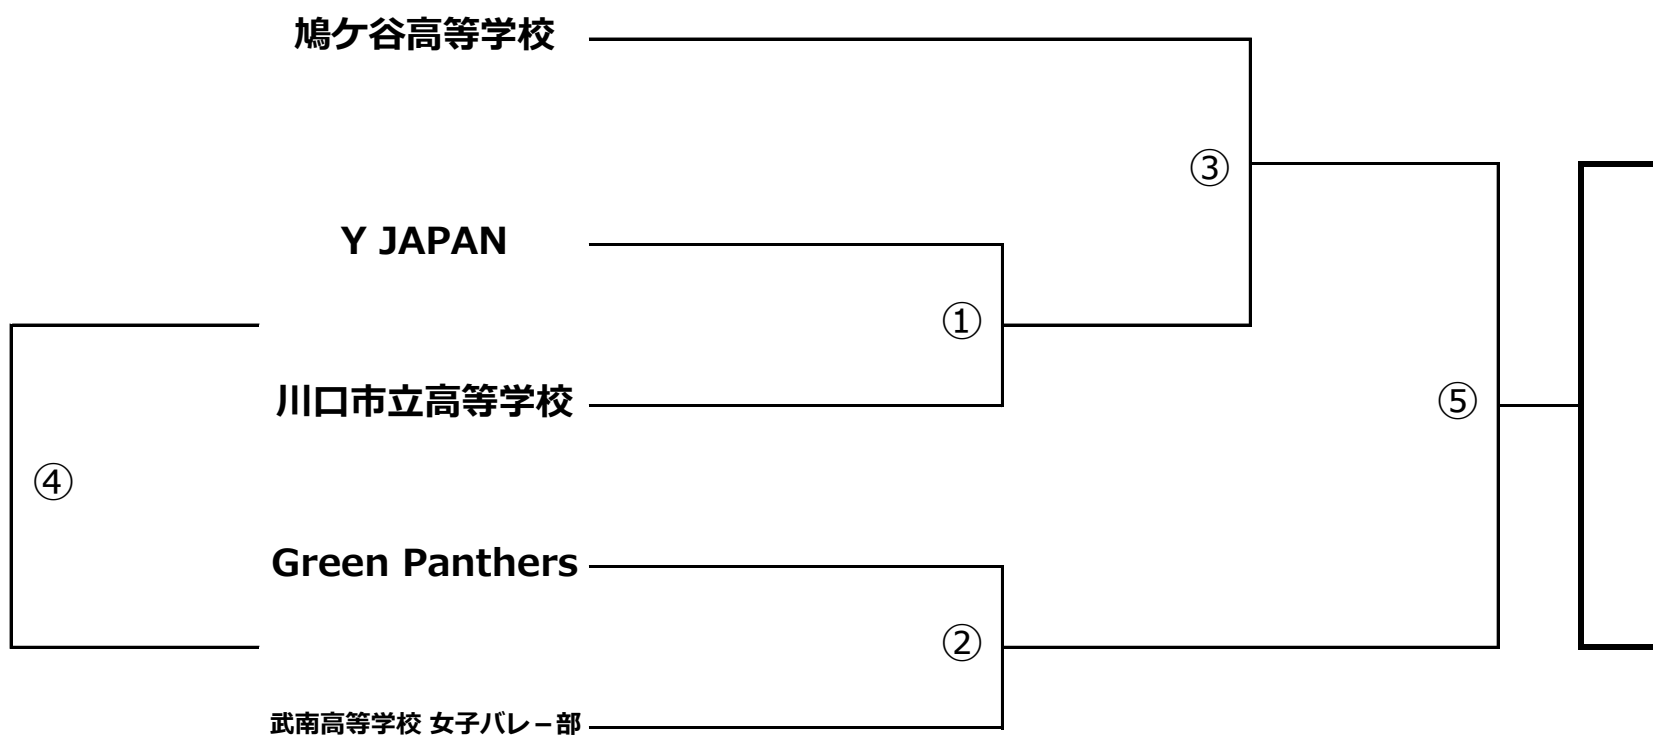 鳩ケ谷高等学校
③
Y JAPAN
①
川口市立高等学校
⑤
④
Green Panthers
②
武南高等学校 女子バレ－部